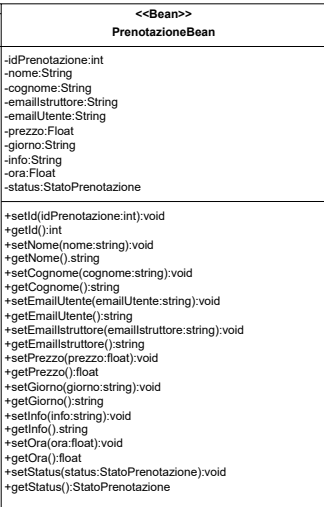 <<Bean>>
PrenotazioneBean
-idPrenotazione:int
-nome:String
-cognome:String
-emailIstruttore:String
-emailUtente:String
-prezzo:Float
-giorno:String
-info:String
-ora:Float
-status:StatoPrenotazione
+setId(idPrenotazione:int):void
+getId():int
+setNome(nome:string):void
+getNome().string
+setCognome(cognome:string):void
+getCognome():string
+setEmailUtente(emailUtente:string):void
+getEmailUtente():string
+setEmailIstruttore(emailIstruttore:string):void
+getEmailIstruttore():string
+setPrezzo(prezzo:float):void
+getPrezzo():float
+setGiorno(giorno:string):void
+getGiorno():string
+setInfo(info:string):void
+getInfo().string
+setOra(ora:float):void
+getOra():float
+setStatus(status:StatoPrenotazione):void
+getStatus():StatoPrenotazione